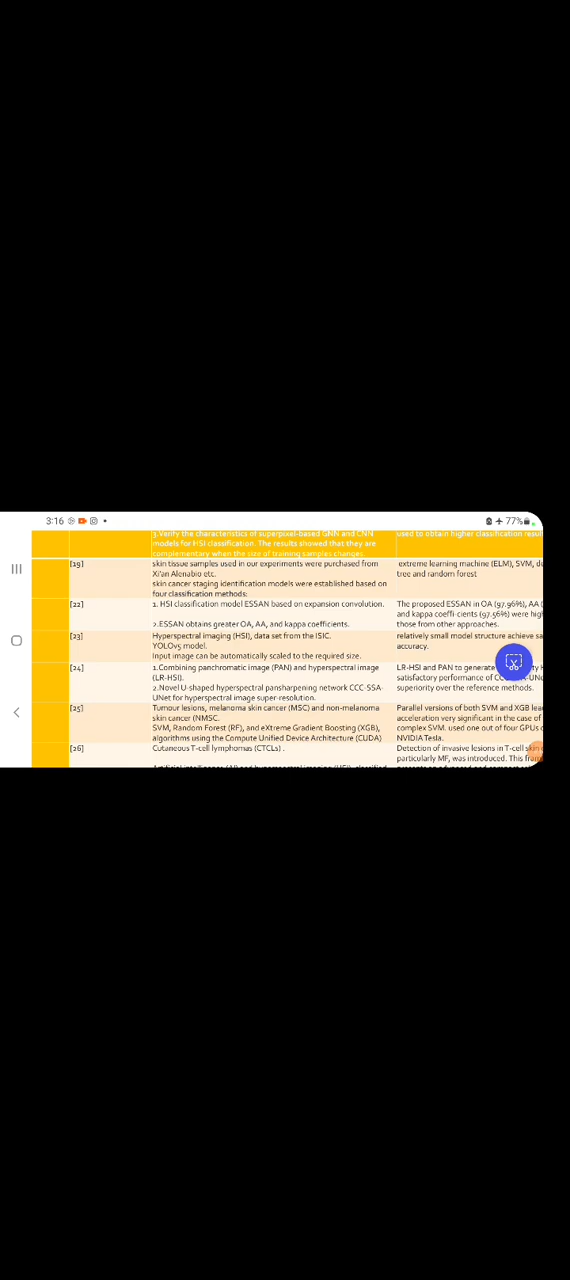 3:16
77%
3.Verify the characteristics of superpixel-based GNN and CNN
models for HSI classification. The results showed that they are
complementary when the size of training samples changes.
used to obtain higher classification
[19]
skin tissue samples used in our experiments were purchased from
Xi'an Alenabio etc.
skin cancer staging identification models were established based on
four classification methods:
extreme learning machine (ELM), SVM,
tree and random forest
[22]
1. HSI classification model ESSAN based on expansion convolution.
2.ESSAN obtains greater OA, AA, and kappa coefficients.
The proposed ESSAN in OA (97.96%), AA
and kappa coeffi-cients (97.56%) were
those from other approaches.
[23]
Hyperspectral imaging (HSI), data set from the ISIC.
YOLOv5 model.
Input image can be automatically scaled to the required size.
relatively small model structure achieve
accuracy.
[24]
1.Combining panchromatic image (PAN) and hyperspectral image
(LR-HSI).
2.Novel U-shaped hyperspectral pansharpening network CCC-SSA-
UNet for hyperspectral image super-resolution.
LR-HSI and PAN to generate
satisfactory performance of
superiority over the reference methods.
[25]
Tumour lesions, melanoma skin cancer (MSC) and non-melanoma
skin cancer (NMSC.
SVM, Random Forest (RF), and eXtreme Gradient Boosting (XGB),
algorithms using the Compute Unified Device Architecture (CUDA)
Parallel versions of both SVM and XGB
acceleration very significant in the case of
complex SVM. used one out of four GPUs
NVIDIA Tesla.
[26]
Cutaneous T-cell lymphomas (CTCLs) .
Detection of invasive lesions in T-cell skin
particularly MF, was introduced. This